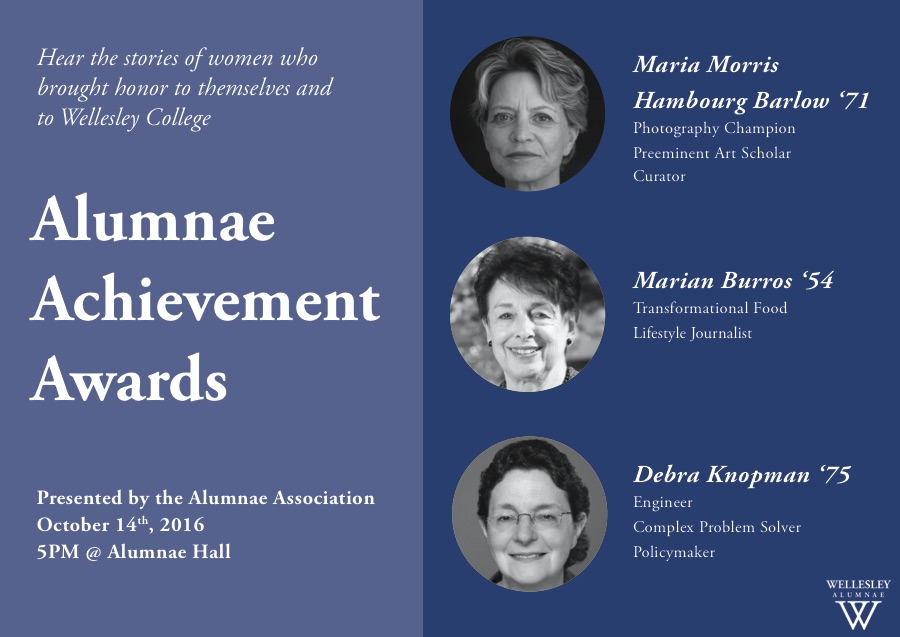 Hear the stories of women who
brought honor to themselves and
to Wellesley College
Alumnae
Achievement
Awards
Presented by the Alumnae Association
October 14th, 2016
5PM @ Alumnae Hall
Maria Morris
Hambourg Barlow ‘71
Photography Champion
Preeminent Art Scholar
Curator
Marian Burros ‘54
Transformational Food
Lifestyle Journalist
Debra Knopman ‘75
Engineer
Complex Problem Solver
Policymaker
WELLESLEY
ALUMNAE
W